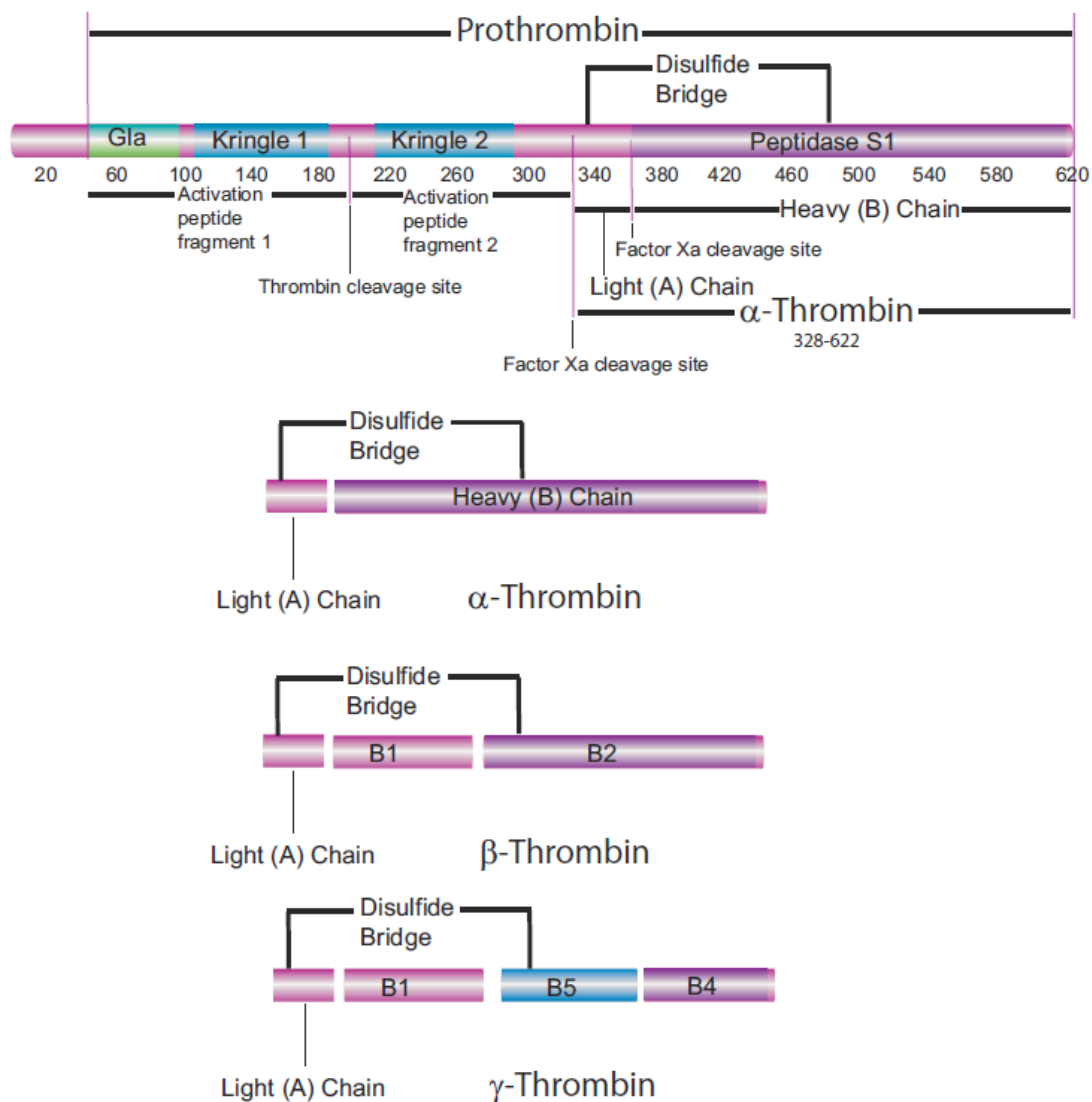 Prothrombin
Disulfide
Bridge
Gla Kringle 1 Kringle 2 Peptidase S1
20 60 100 140 180 220 260 300 340 380 420 460 500 540 580 620
Activation
peptide
fragment 1
Activation
peptide
fragment 2
Heavy (B) Chain
Factor Xa cleavage site
Thrombin cleavage site
Light (A) Chain
α-Thrombin
328-622
Factor Xa cleavage site
Disulfide
Bridge
Heavy (B) Chain
Light (A) Chain
α-Thrombin
Disulfide
Bridge
B1 B2
Light (A) Chain
β-Thrombin
Disulfide
Bridge
B1 B5 B4
Light (A) Chain
γ-Thrombin